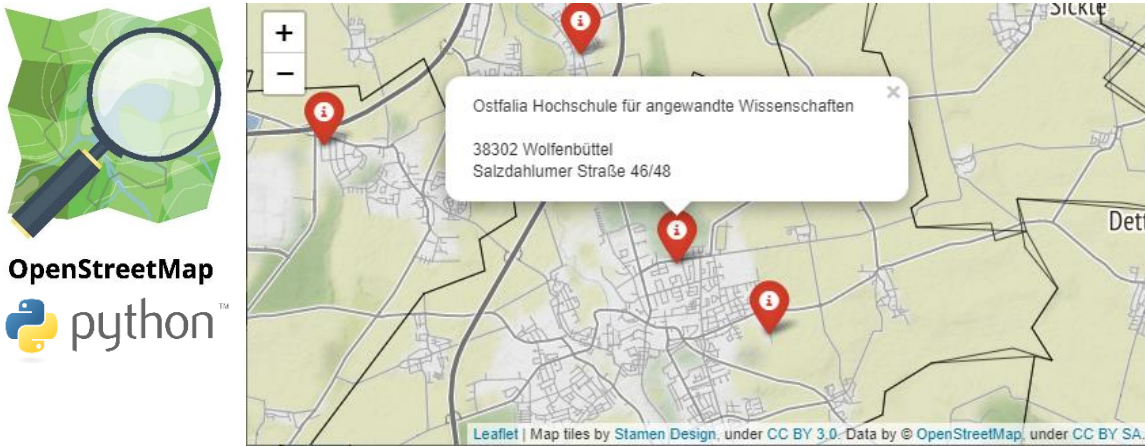 OpenStreetMap
python™
+
−
Sickte
Ostfalia Hochschule für angewandte Wissenschaften
×
38302 Wolfenbüttel
Salzdahlumer Straße 46/48
Dett
Leaflet | Map tiles by Stamen Design, under CC BY 3.0. Data by © OpenStreetMap, under CC BY SA.